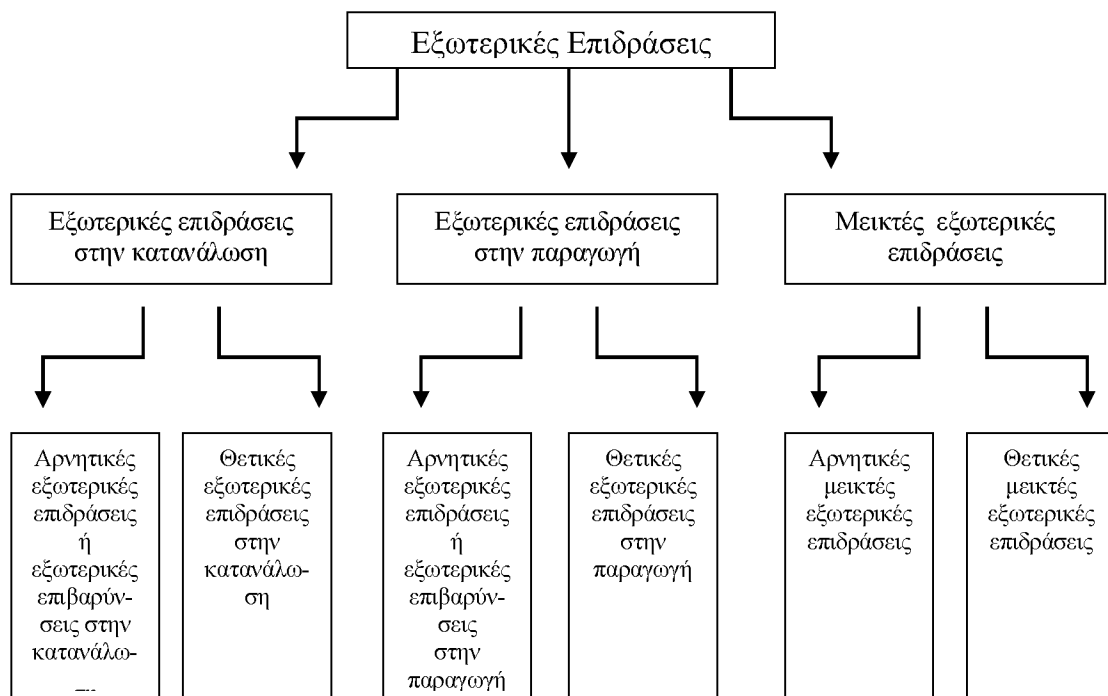 Εξωτερικές Επιδράσεις
Εξωτερικές επιδράσεις
στην κατανάλωση
Εξωτερικές επιδράσεις
στην παραγωγή
Μεικτές εξωτερικές
επιδράσεις
Αρνητικές
εξωτερικές
επιδράσεις
ή
εξωτερικές
επιβαρύν-
σεις στην
κατανάλω-
Θετικές
εξωτερικές
επιδράσεις
στην
κατανάλω-
ση
Αρνητικές
εξωτερικές
επιδράσεις
ή
εξωτερικές
επιβαρύν-
σεις
στην
παραγωγή
Θετικές
εξωτερικές
επιδράσεις
στην
παραγωγή
Αρνητικές
μεικτές
εξωτερικές
επιδράσεις
Θετικές
μεικτές
εξωτερικές
επιδράσεις